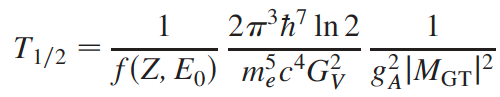 T_{1/2} = \frac{1}{f(Z, E_0)} \frac{2\pi^3 \hbar^7 \ln 2}{m_e^5 c^4 G_V^2} \frac{1}{g_A^2 |M_{GT}|^2}